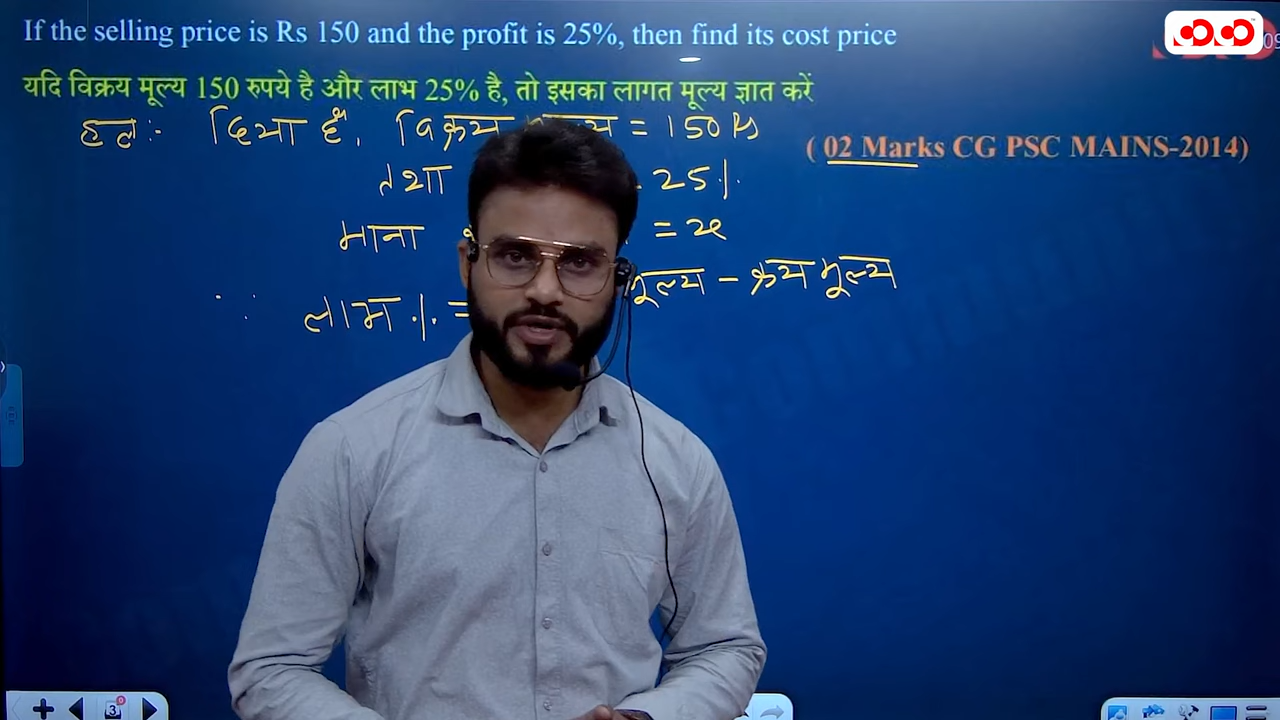 If the selling price is Rs 150 and the profit is 25%, then find its cost price
यदि विक्रय मूल्य 150 रुपये है और लाभ 25% है, तो इसका लागत मूल्य ज्ञात करें
हल :- दिया है, विक्रय = 150 Rs
( 02 Marks CG PSC MAINS-2014)
तथा 25%
माना = x
लाभ % = मूल्य - क्रय मूल्य